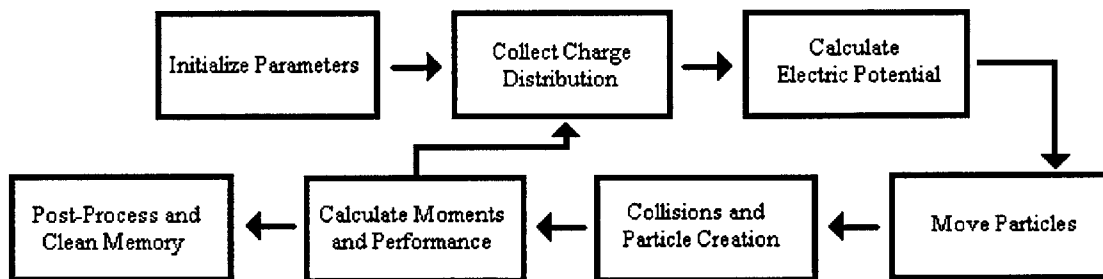 Initialize Parameters
Collect Charge
Distribution
Calculate
Electric Potential
Post-Process and
Clean Memory
Calculate Moments
and Performance
Collisions and
Particle Creation
Move Particles